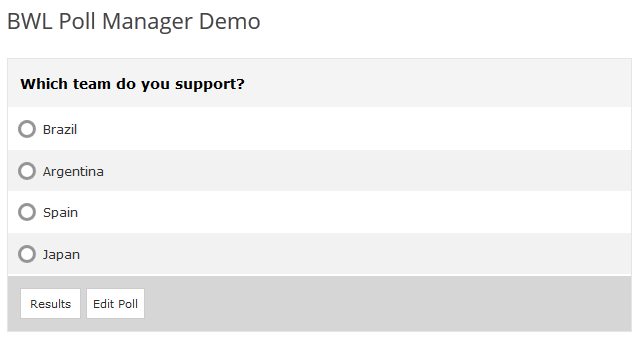 BWL Poll Manager Demo
Which team do you support?
Brazil
Argentina
Spain
Japan
Results Edit Poll